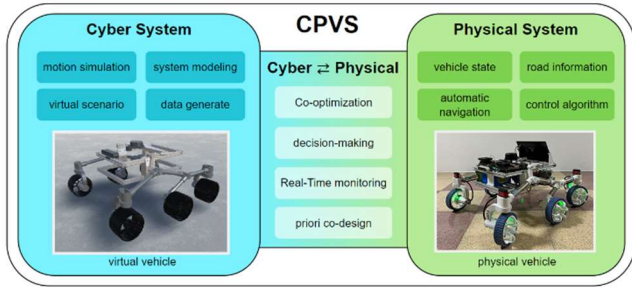 CPVS
Cyber System
motion simulation
system modeling
virtual scenario
data generate
virtual vehicle
Cyber ⇄ Physical
Co-optimization
decision-making
Real-Time monitoring
priori co-design
Physical System
vehicle state
road information
automatic
navigation
control algorithm
physical vehicle